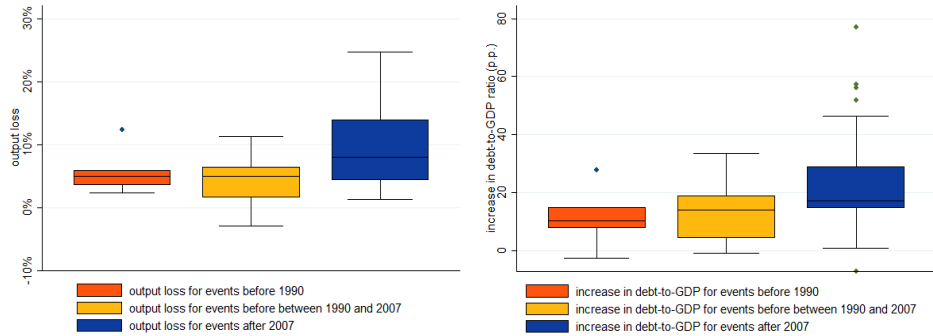 30%
20%
10%
0%
-10%
output loss
output loss for events before 1990
output loss for events before between 1990 and 2007
output loss for events after 2007
80
60
40
20
0
increase in debt-to-GDP ratio (p.p.)
increase in debt-to-GDP for events before 1990
increase in debt-to-GDP for events before between 1990 and 2007
increase in debt-to-GDP for events after 2007